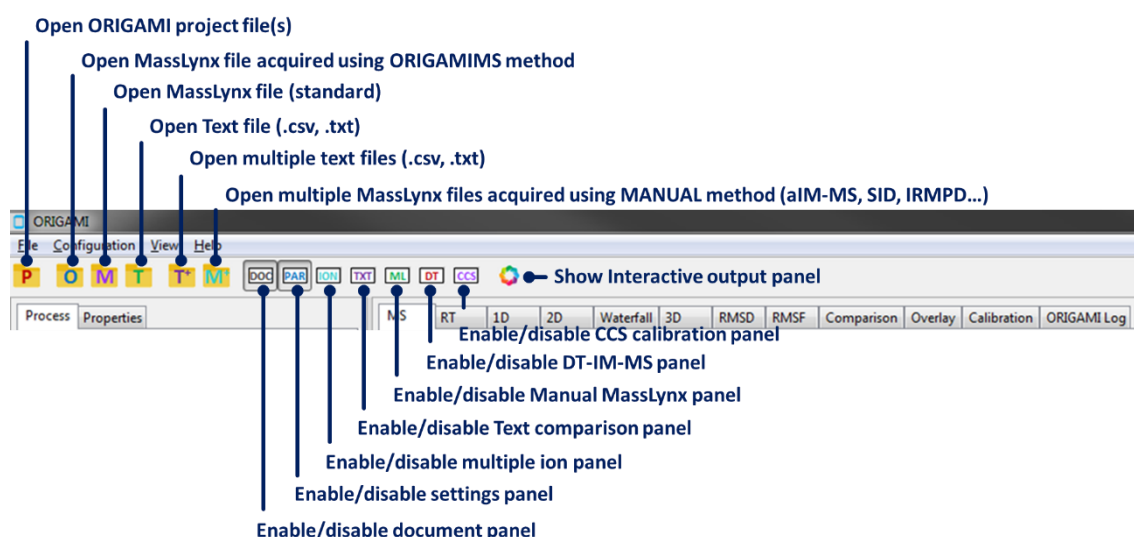 Open ORIGAMI project file(s)
Open MassLynx file acquired using ORIGAMIMS method
Open MassLynx file (standard)
Open Text file (.csv, .txt)
Open multiple text files (.csv, .txt)
Open multiple MassLynx files acquired using MANUAL method (aIM-MS, SID, IRMPD...)
ORIGAMI
File Configuration View Help
P O M T T+ M+ DOC PAR ION TXT ML DT CCS Show Interactive output panel
Process Properties MS RT 1D 2D Waterfall 3D RMSD RMSF Comparison Overlay Calibration ORIGAMI Log
Enable/disable CCS calibration panel
Enable/disable DT-IM-MS panel
Enable/disable Manual MassLynx panel
Enable/disable Text comparison panel
Enable/disable multiple ion panel
Enable/disable settings panel
Enable/disable document panel